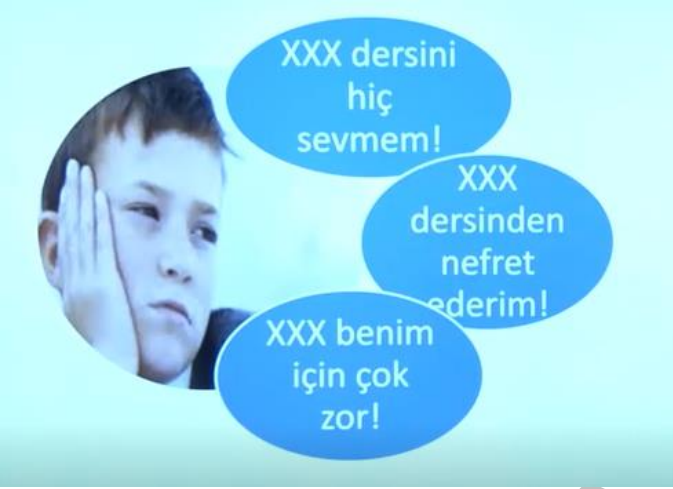 XXX dersini
hiç
sevmem!
XXX
dersinden
nefret
ederim!
XXX benim
için çok
zor!